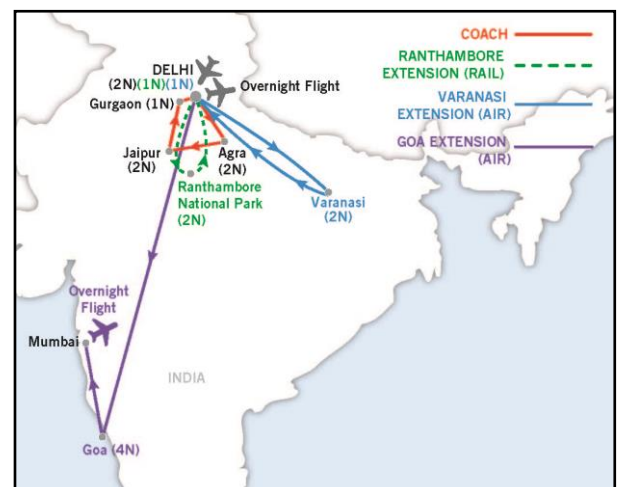 COACH
RANTHAMBORE
EXTENSION (RAIL)
VARANASI
EXTENSION (AIR)
GOA EXTENSION
(AIR)
DELHI
(2N)(1N)(1N)
Overnight Flight
Gurgaon (1N)
Jaipur
(2N)
Agra
(2N)
Ranthambore
National Park
(2N)
Varanasi
(2N)
Overnight
Flight
Mumbai
INDIA
Goa (4N)